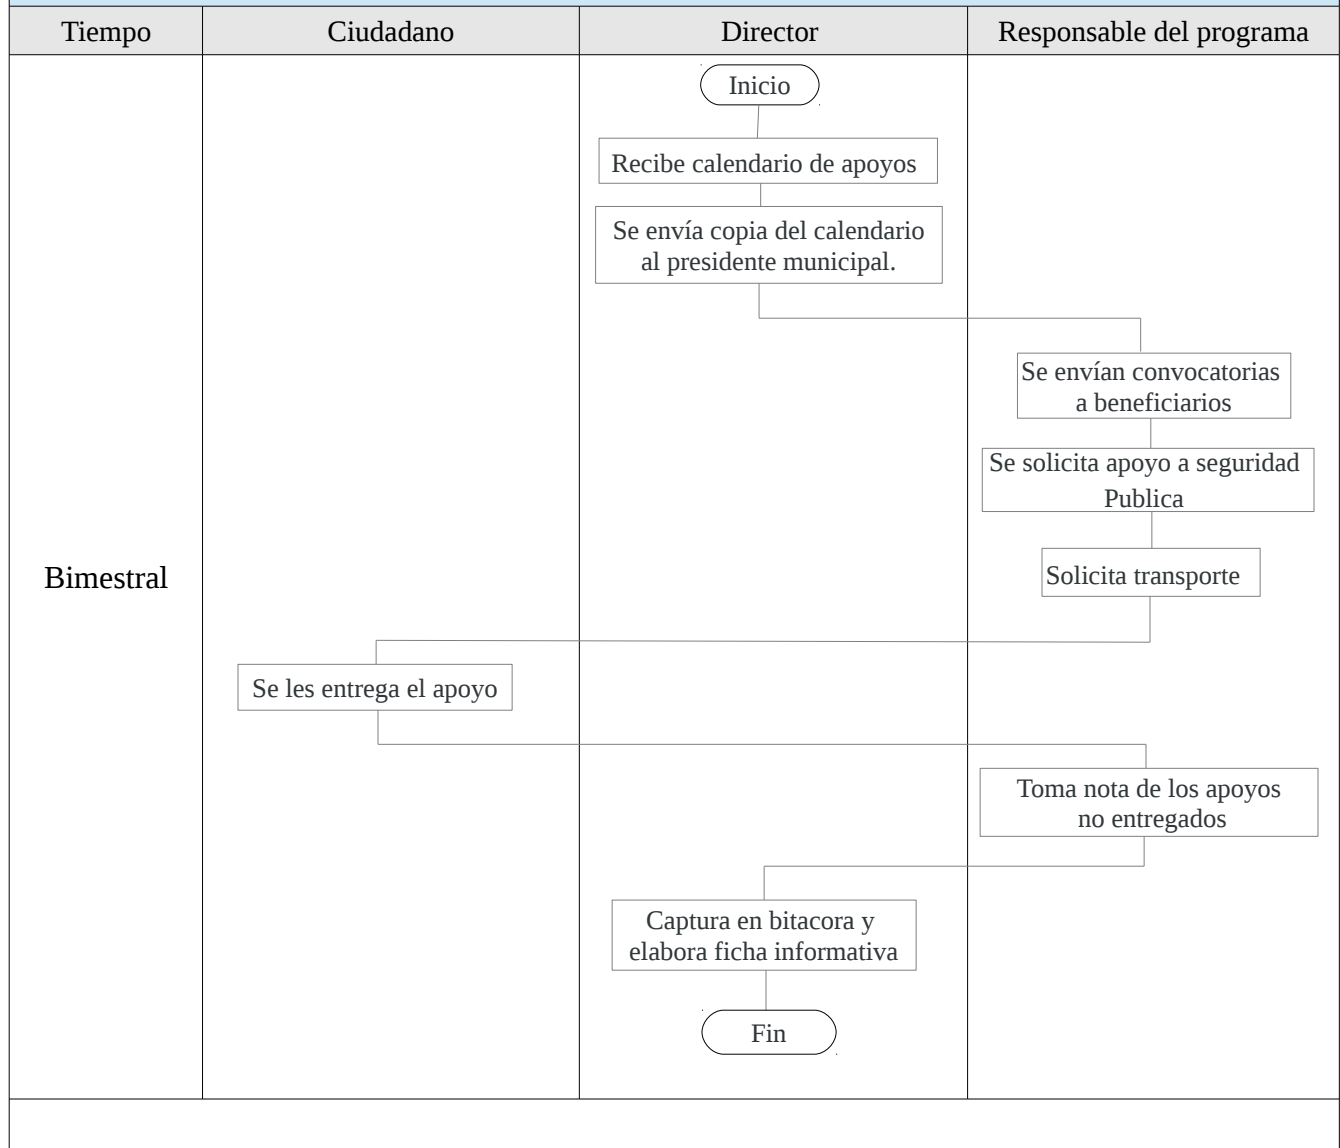 Tiempo
Ciudadano
Director
Responsable del programa
Inicio
Recibe calendario de apoyos
Se envía copia del calendario
al presidente municipal.
Se envían convocatorias
a beneficiarios
Se solicita apoyo a seguridad
Publica
Bimestral
Solicita transporte
Se les entrega el apoyo
Toma nota de los apoyos
no entregados
Captura en bitacora y
elabora ficha informativa
Fin